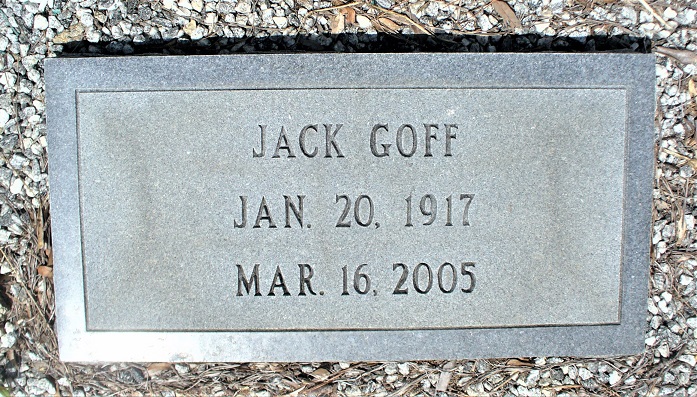 JACK GOFF
JAN. 20, 1917
MAR. 16, 2005